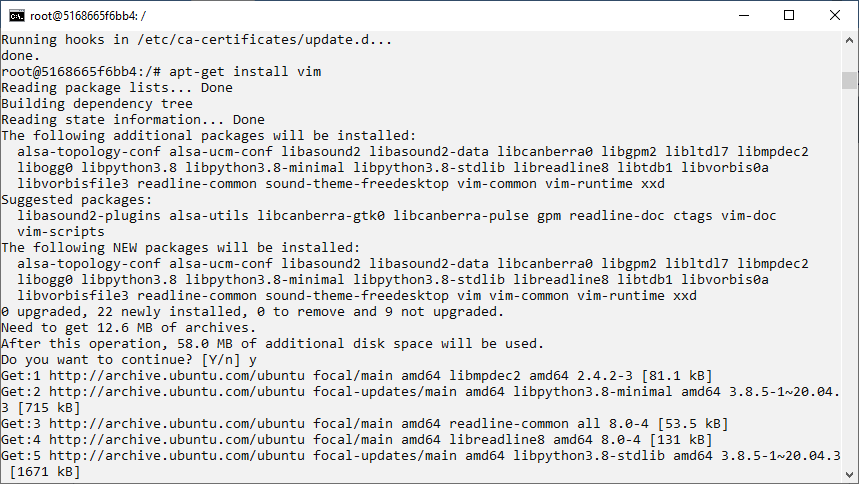 root@5168665f6bb4: /
Running hooks in /etc/ca-certificates/update.d...
done.
root@5168665f6bb4:/# apt-get install vim
Reading package lists... Done
Building dependency tree
Reading state information... Done
The following additional packages will be installed:
  alsa-topology-conf alsa-ucm-conf libasound2 libasound2-data libcanberra0 libgpm2 libltdl7 libmpdec2
  libogg0 libpython3.8 libpython3.8-minimal libpython3.8-stdlib libreadline8 libtdb1 libvorbis0a
  libvorbisfile3 readline-common sound-theme-freedesktop vim-common vim-runtime xxd
Suggested packages:
  libasound2-plugins alsa-utils libcanberra-gtk0 libcanberra-pulse gpm readline-doc ctags vim-doc
  vim-scripts
The following NEW packages will be installed:
  alsa-topology-conf alsa-ucm-conf libasound2 libasound2-data libcanberra0 libgpm2 libltdl7 libmpdec2
  libogg0 libpython3.8 libpython3.8-minimal libpython3.8-stdlib libreadline8 libtdb1 libvorbis0a
  libvorbisfile3 readline-common sound-theme-freedesktop vim vim-common vim-runtime xxd
0 upgraded, 22 newly installed, 0 to remove and 9 not upgraded.
Need to get 12.6 MB of archives.
After this operation, 58.0 MB of additional disk space will be used.
Do you want to continue? [Y/n] y
Get:1 http://archive.ubuntu.com/ubuntu focal/main amd64 libmpdec2 amd64 2.4.2-3 [81.1 kB]
Get:2 http://archive.ubuntu.com/ubuntu focal-updates/main amd64 libpython3.8-minimal amd64 3.8.5-1~20.04.
3 [715 kB]
Get:3 http://archive.ubuntu.com/ubuntu focal/main amd64 readline-common all 8.0-4 [53.5 kB]
Get:4 http://archive.ubuntu.com/ubuntu focal/main amd64 libreadline8 amd64 8.0-4 [131 kB]
Get:5 http://archive.ubuntu.com/ubuntu focal-updates/main amd64 libpython3.8-stdlib amd64 3.8.5-1~20.04.3
 [1671 kB]